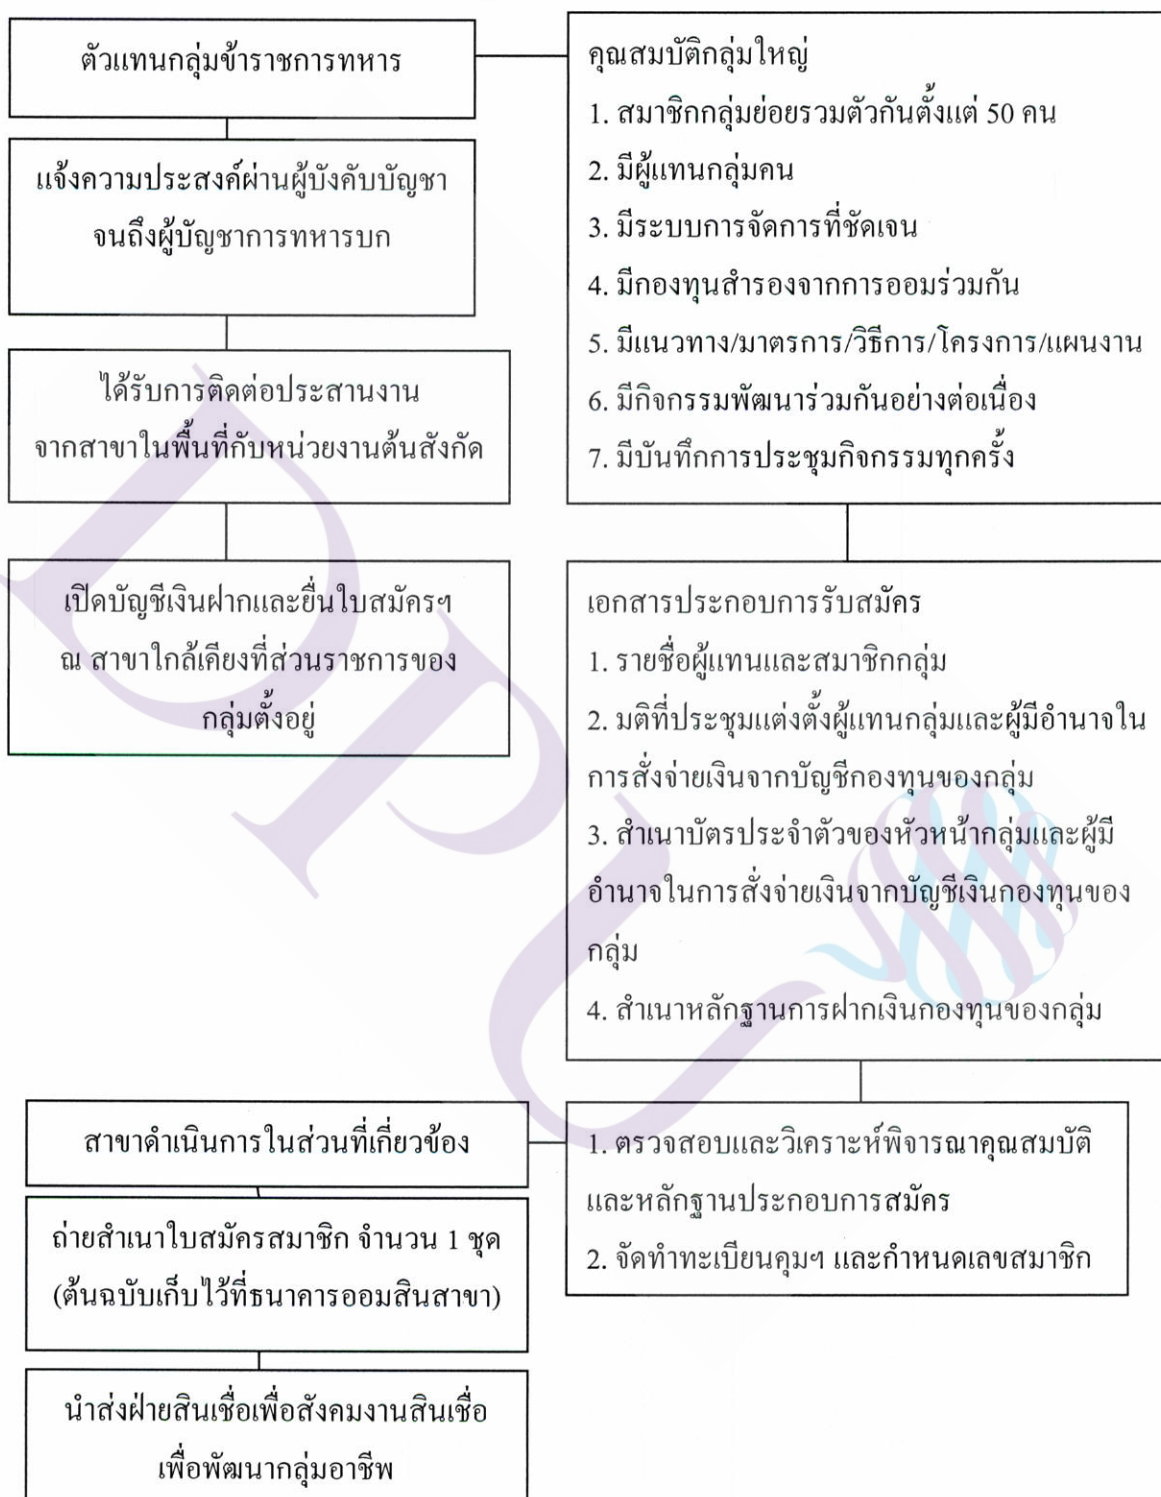 ตัวแทนกลุ่มข้าราชการทหาร
แจ้งความประสงค์ผ่านผู้บังคับบัญชา
จนถึงผู้บัญชาการทหารบก
ได้รับการติดต่อประสานงาน
จากสาขาในพื้นที่กับหน่วยงานต้นสังกัด
เปิดบัญชีเงินฝากและยื่นใบสมัครฯ
ณ สาขาใกล้เคียงที่ส่วนราชการของ
กลุ่มตั้งอยู่
คุณสมบัติกลุ่มใหญ่
1. สมาชิกกลุ่มย่อยรวมตัวกันตั้งแต่ 50 คน
2. มีผู้แทนกลุ่มคน
3. มีระบบการจัดการที่ชัดเจน
4. มีกองทุนสำรองจากการออมร่วมกัน
5. มีแนวทาง/มาตรการ/วิธีการ/โครงการ/แผนงาน
6. มีกิจกรรมพัฒนาร่วมกันอย่างต่อเนื่อง
7. มีบันทึกการประชุมกิจกรรมทุกครั้ง
เอกสารประกอบการรับสมัคร
1. รายชื่อผู้แทนและสมาชิกกลุ่ม
2. มติที่ประชุมแต่งตั้งผู้แทนกลุ่มและผู้มีอำนาจใน
การสั่งจ่ายเงินจากบัญชีกองทุนของกลุ่ม
3. สำเนาบัตรประจำตัวของหัวหน้ากลุ่มและผู้มี
อำนาจในการสั่งจ่ายเงินจากบัญชีเงินกองทุนของ
กลุ่ม
4. สำเนาหลักฐานการฝากเงินกองทุนของกลุ่ม
1. ตรวจสอบและวิเคราะห์พิจารณาคุณสมบัติ
และหลักฐานประกอบการสมัคร
2. จัดทำทะเบียนคุมฯ และกำหนดเลขสมาชิก
สาขาดำเนินการในส่วนที่เกี่ยวข้อง
ถ่ายสำเนาใบสมัครสมาชิก จำนวน 1 ชุด
(ต้นฉบับเก็บไว้ที่ธนาคารออมสินสาขา)
นำส่งฝ่ายสินเชื่อเพื่อสังคมงานสินเชื่อ
เพื่อพัฒนากลุ่มอาชีพ
DPU